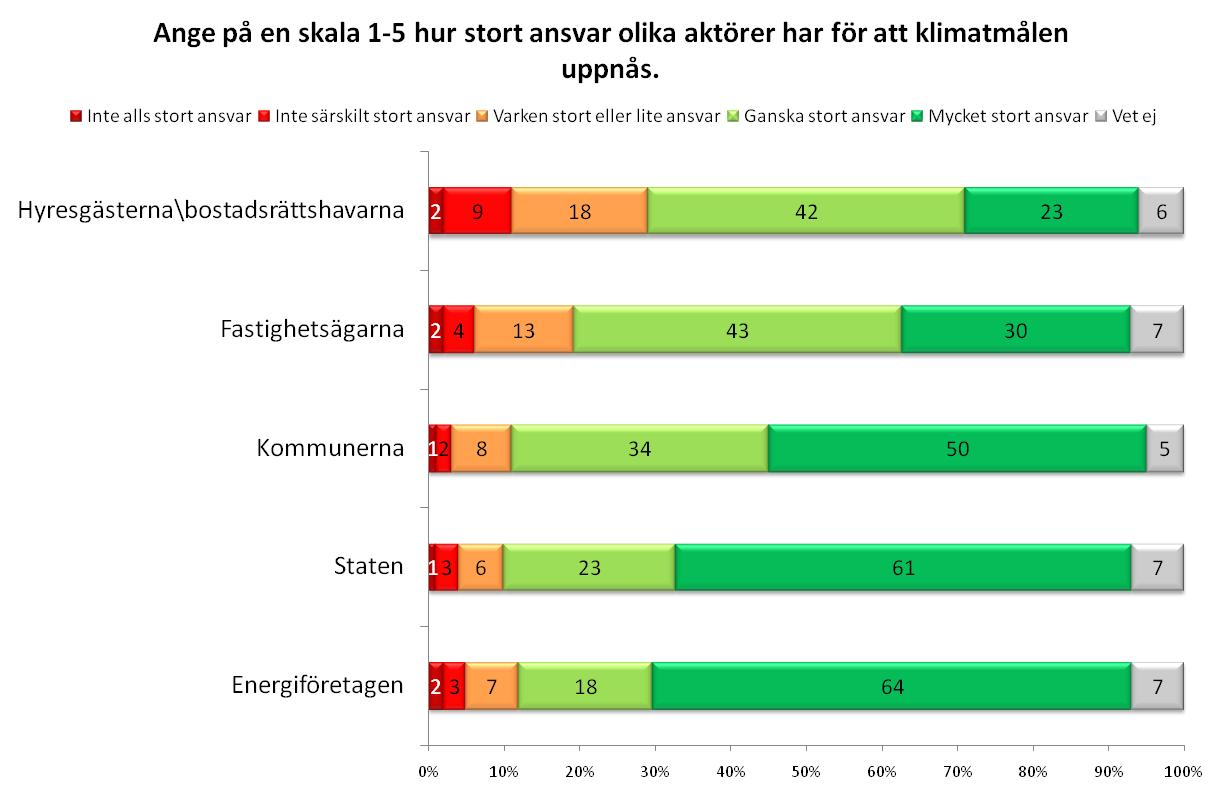 Ange på en skala 1-5 hur stort ansvar olika aktörer har för att klimatmålen
uppnås.
Inte alls stort ansvar Inte särskilt stort ansvar Varken stort eller lite ansvar Ganska stort ansvar Mycket stort ansvar Vet ej
Hyresgästerna\bostadsrättshavarna 2 9 18 42 23 6
Fastighetsägarna 2 4 13 43 30 7
Kommunerna 1 2 8 34 50 5
Staten 1 3 6 23 61 7
Energiföretagen 2 3 7 18 64 7
0% 10% 20% 30% 40% 50% 60% 70% 80% 90% 100%